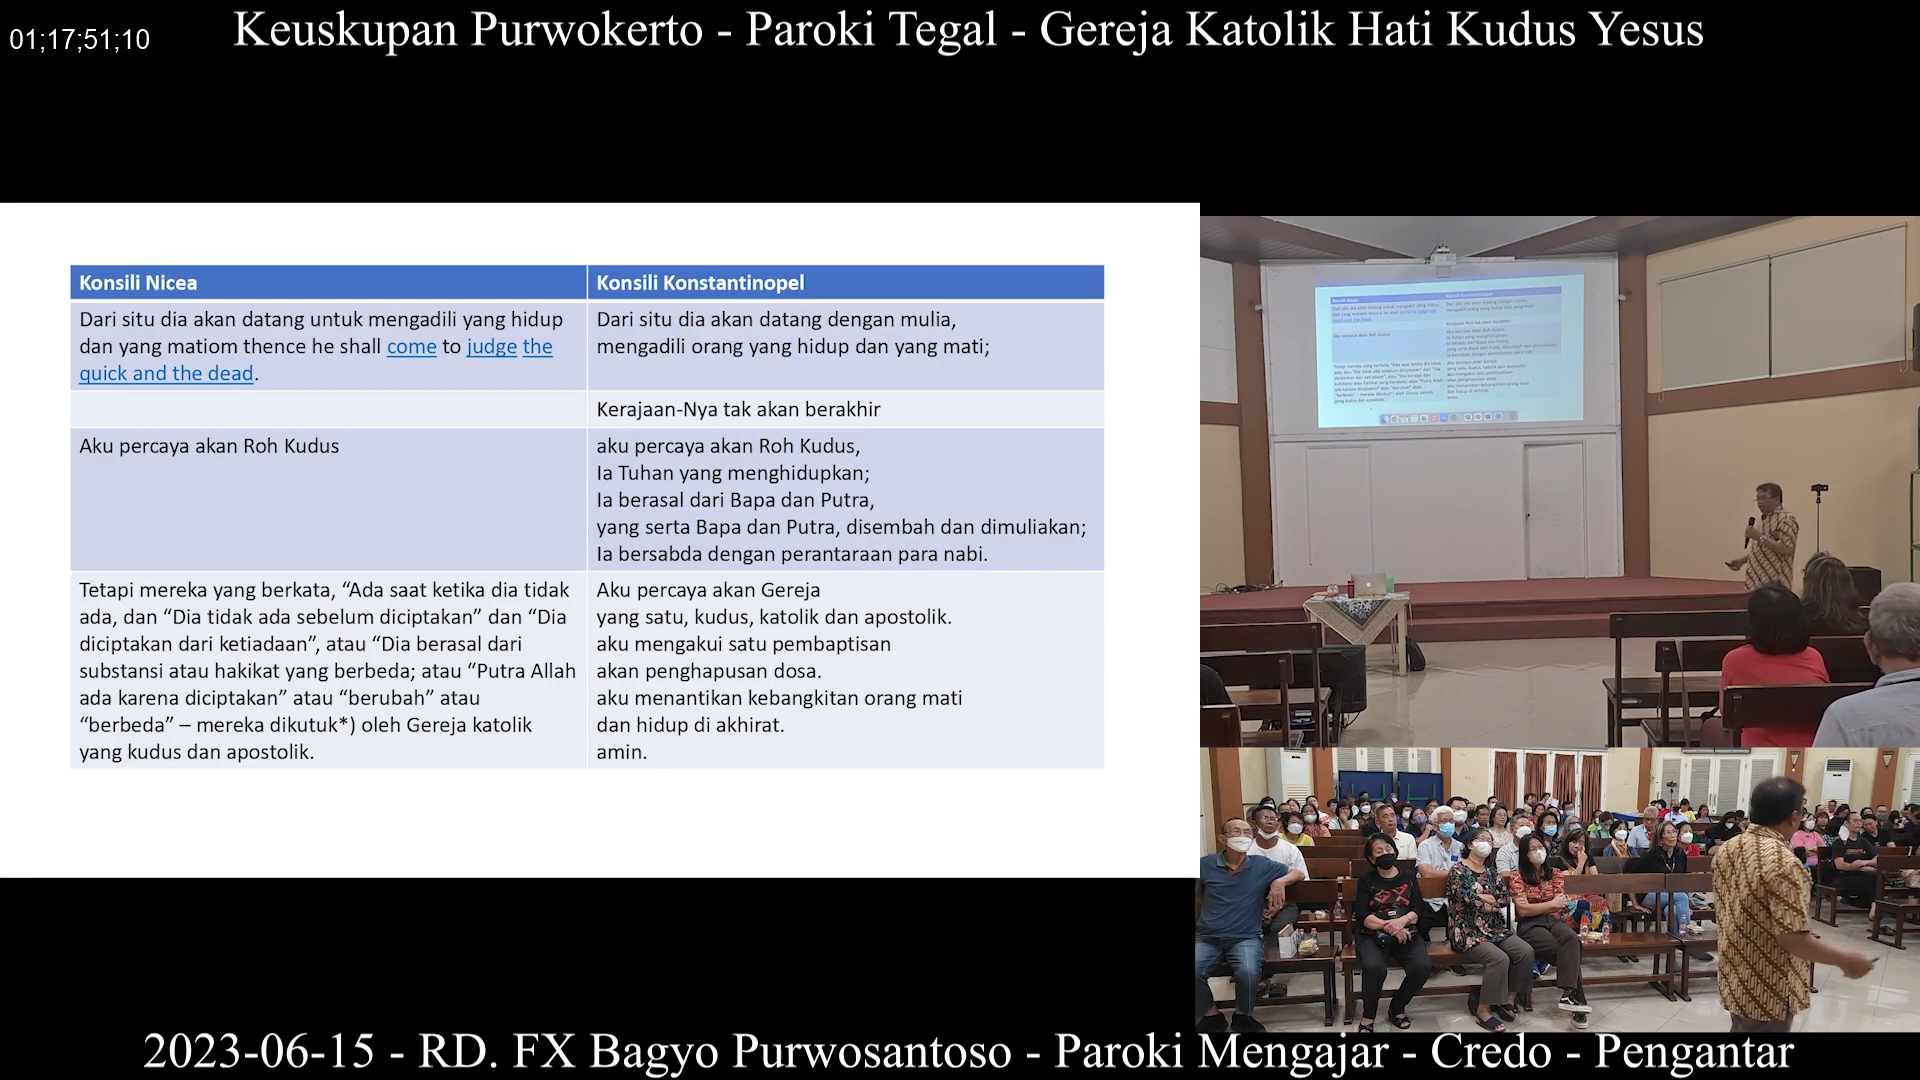 01;17;51;10
Keuskupan Purwokerto - Paroki Tegal - Gereja Katolik Hati Kudus Yesus
Konsili Nicea
Konsili Konstantinopel
Dari situ dia akan datang untuk mengadili yang hidup
dan yang matiom thence he shall come to judge the
quick and the dead.
Dari situ dia akan datang dengan mulia,
mengadili orang yang hidup dan yang mati;
Kerajaan-Nya tak akan berakhir
Aku percaya akan Roh Kudus
aku percaya akan Roh Kudus,
Ia Tuhan yang menghidupkan;
Ia berasal dari Bapa dan Putra,
yang serta Bapa dan Putra, disembah dan dimuliakan;
Ia bersabda dengan perantaraan para nabi.
Tetapi mereka yang berkata, “Ada saat ketika dia tidak
ada, dan “Dia tidak ada sebelum diciptakan” dan “Dia
diciptakan dari ketiadaan”, atau “Dia berasal dari
substansi atau hakikat yang berbeda; atau “Putra Allah
ada karena diciptakan” atau “berubah” atau
“berbeda” – mereka dikutuk*) oleh Gereja katolik
yang kudus dan apostolik.
Aku percaya akan Gereja
yang satu, kudus, katolik dan apostolik.
aku mengakui satu pembaptisan
akan penghapusan dosa.
aku menantikan kebangkitan orang mati
dan hidup di akhirat.
amin.
2023-06-15 - RD. FX Bagyo Purwosantoso - Paroki Mengajar - Credo - Pengantar